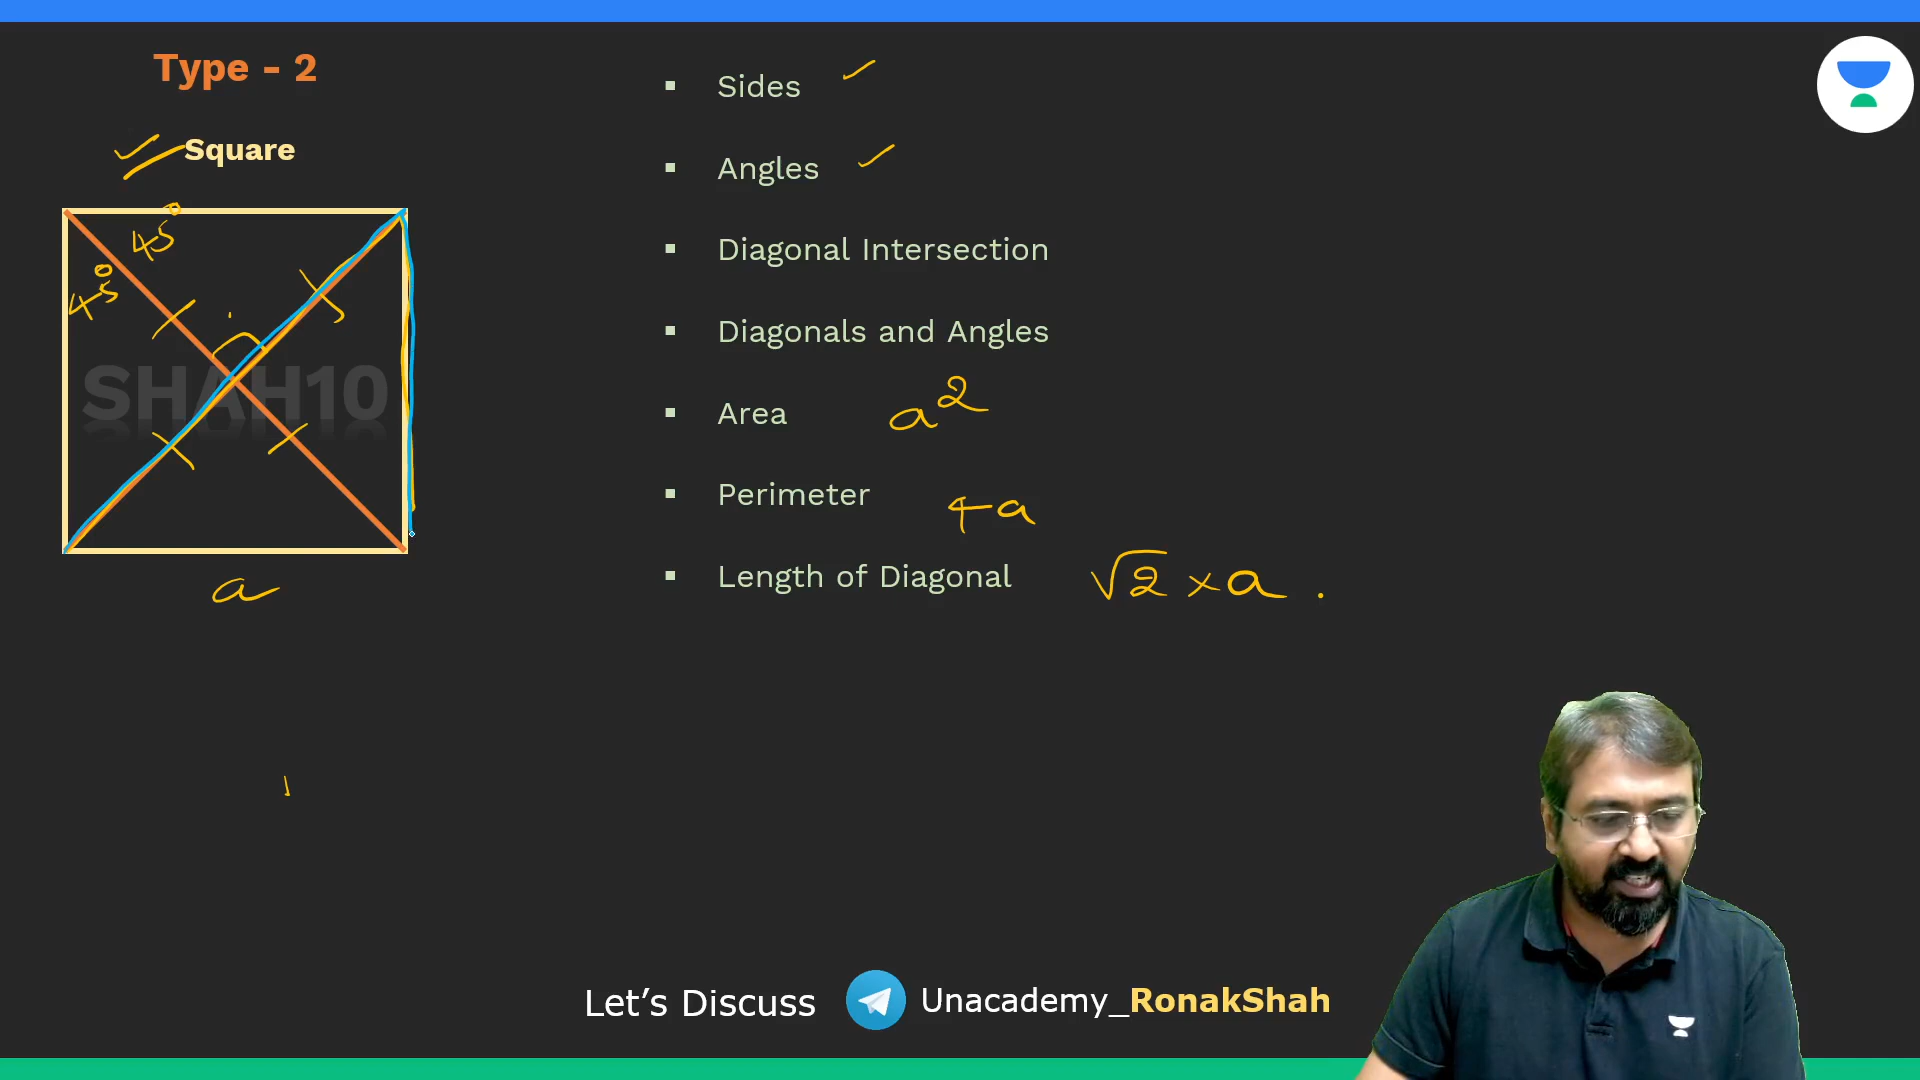 Type - 2
Square
45°
45°
SHAH10
a
▪ Sides
▪ Angles
▪ Diagonal Intersection
▪ Diagonals and Angles
▪ Area a²
▪ Perimeter 4a
▪ Length of Diagonal √2 × a .
Let’s Discuss Unacademy_RonakShah